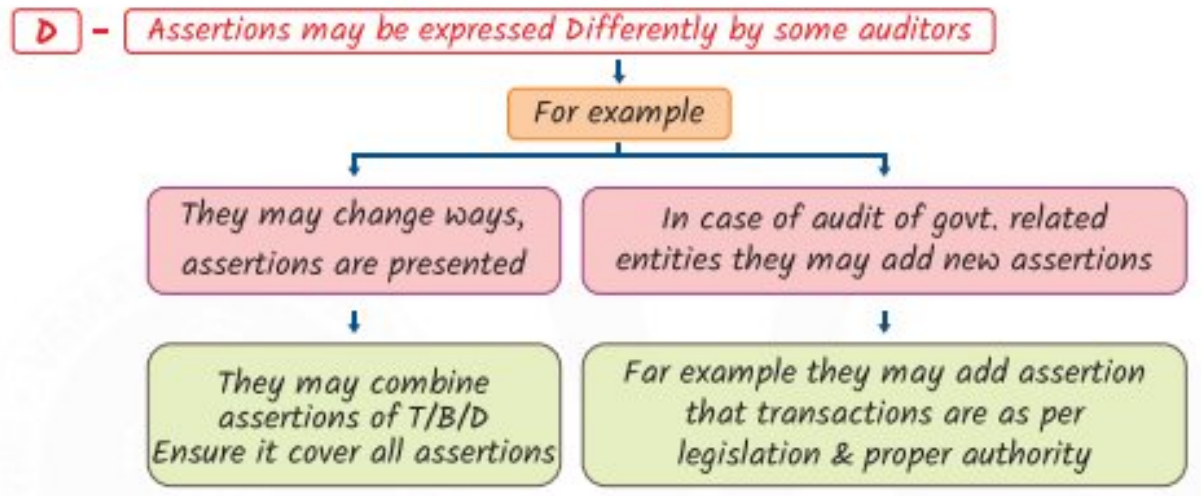 D - Assertions may be expressed Differently by some auditors
For example
They may change ways,
assertions are presented
In case of audit of govt. related
entities they may add new assertions
They may combine
assertions of T/B/D
Ensure it cover all assertions
Far example they may add assertion
that transactions are as per
legislation & proper authority